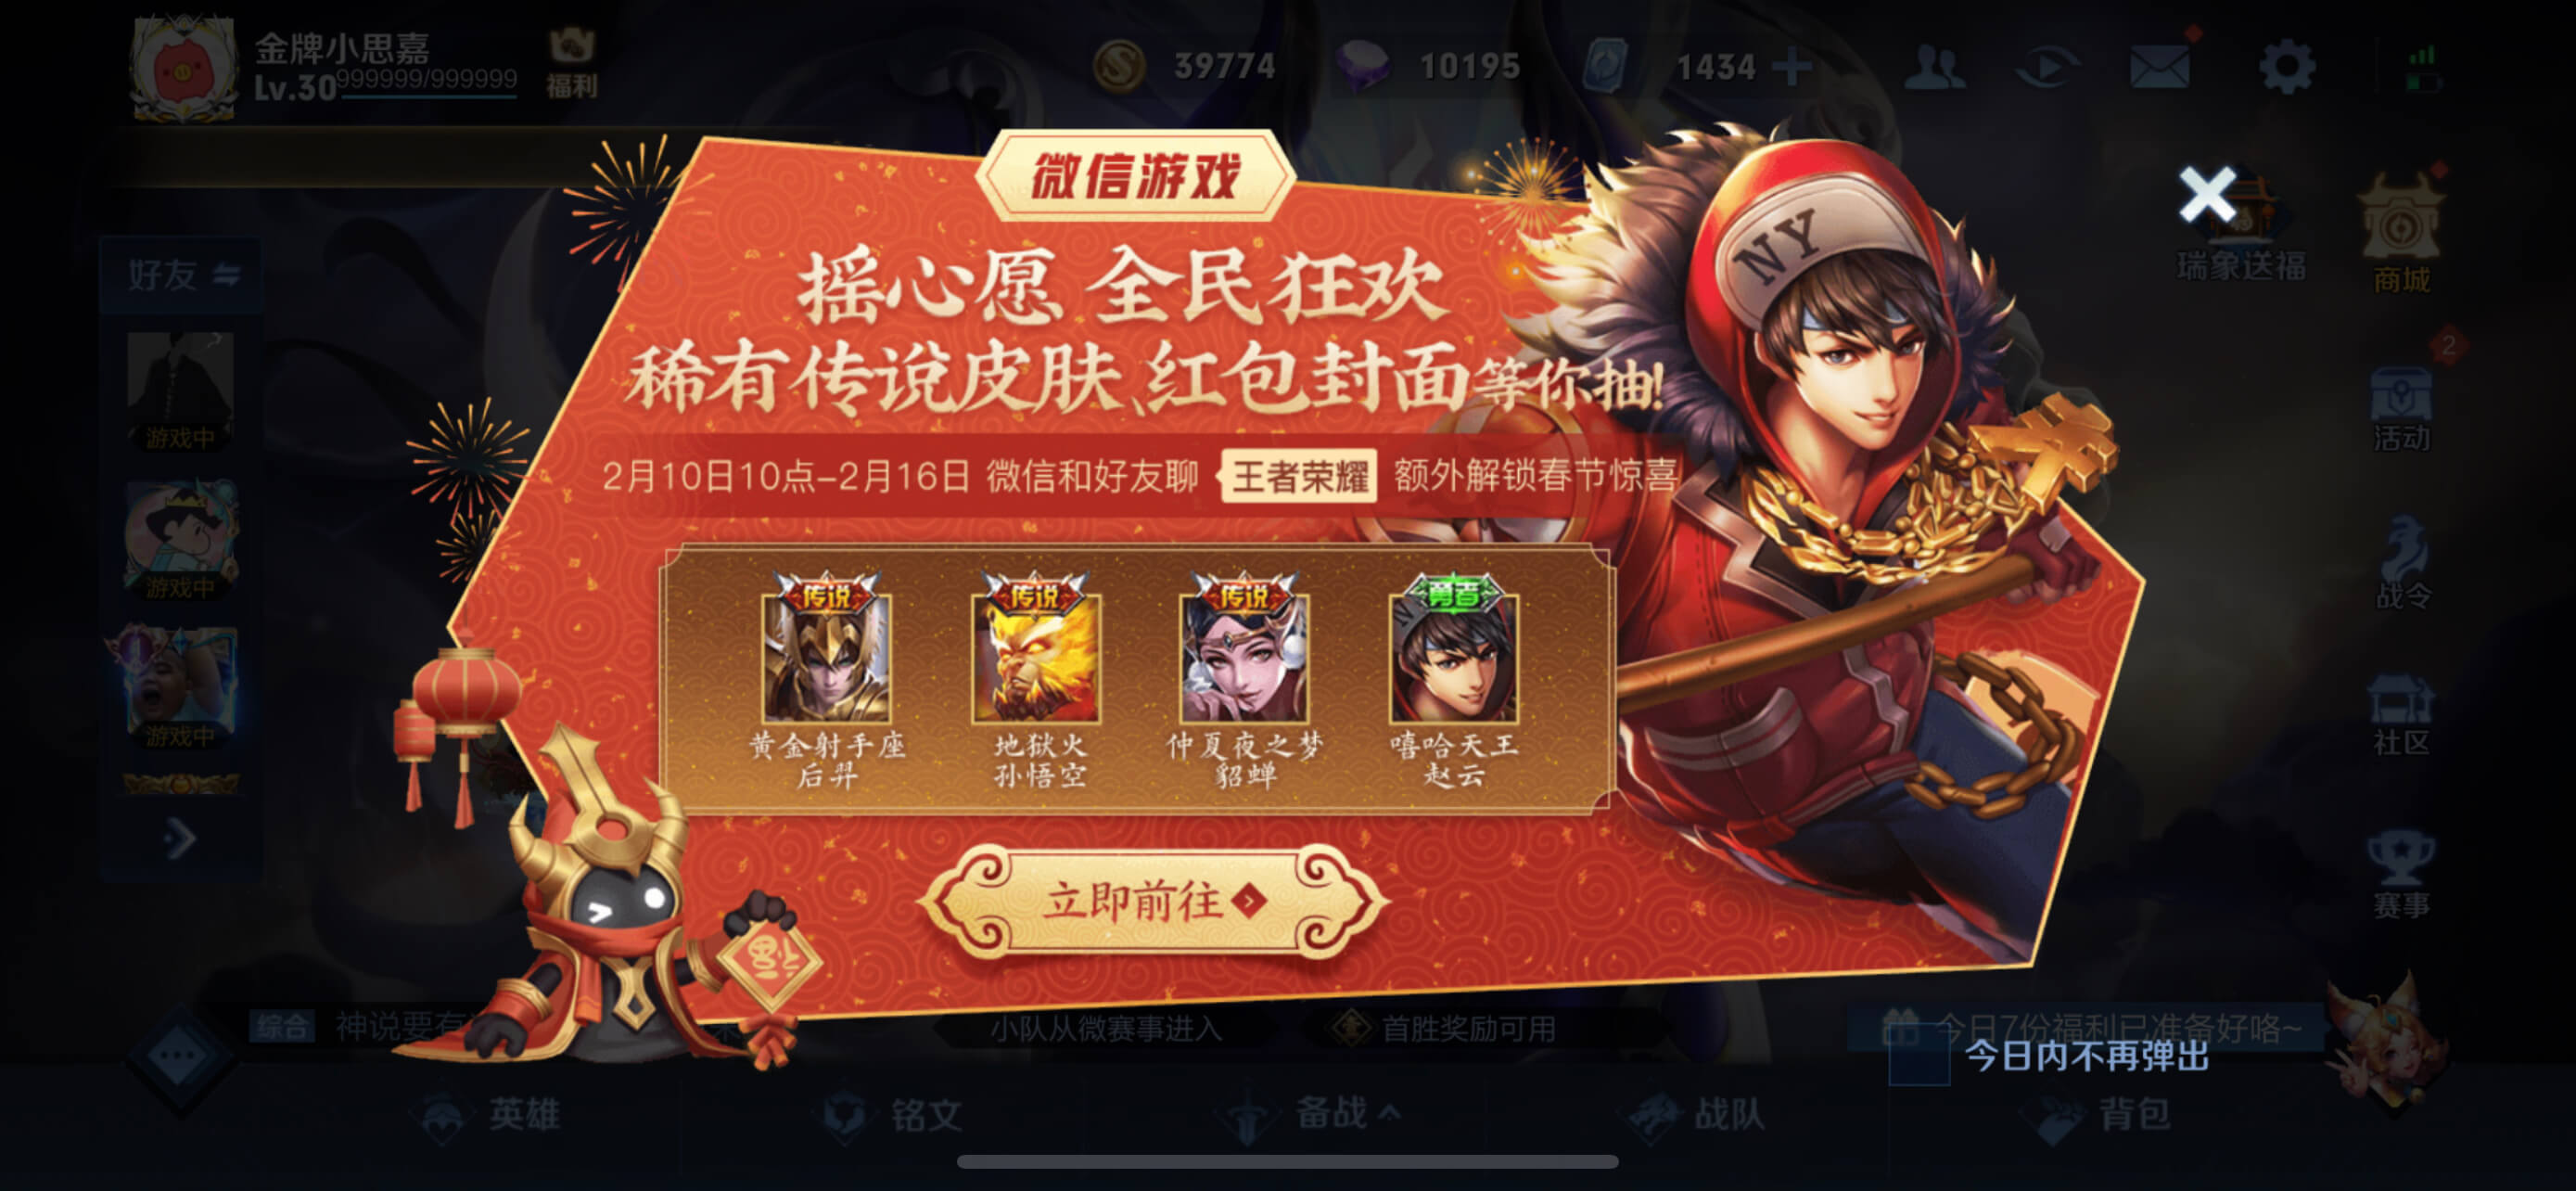 金牌小思嘉
Lv.30
999999/999999
福利
39774
10195
1434
微信游戏
NY
摇心愿 全民狂欢
稀有传说皮肤、红包封面等你抽!
2月10日10点-2月16日 微信和好友聊 王者荣耀 额外解锁春节惊喜
好友
游戏中
游戏中
游戏中
传说
传说
传说
勇者
黄金射手座
后羿
地狱火
孙悟空
仲夏夜之梦
貂蝉
嘻哈天王
赵云
立即前往
福
瑞象送福
商城
2
活动
战令
社区
赛事
综合
神说要有
小队从微赛事进入
首胜奖励可用
今日7份福利已准备好咯~
今日内不再弹出
英雄
铭文
备战
战队
背包